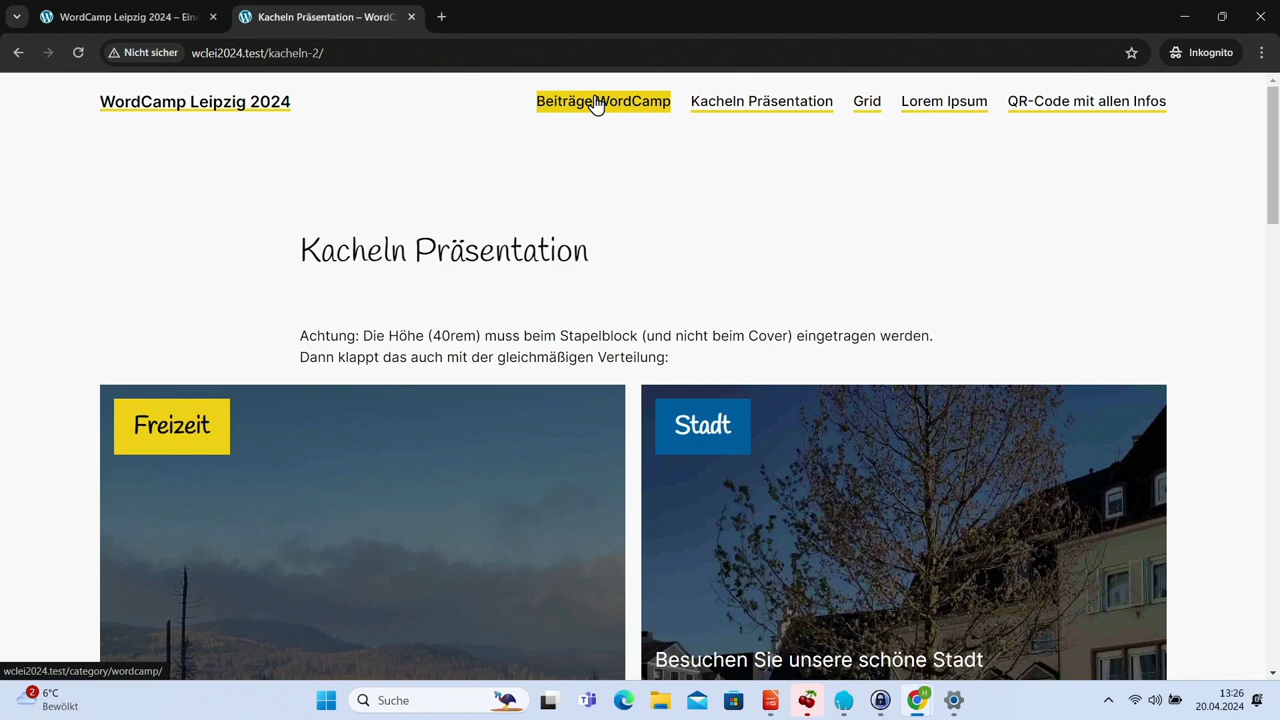 WordCamp Leipzig 2024 – Ein
Kacheln Präsentation – WordC
Nicht sicher
wclei2024.test/kacheln-2/
Inkognito
WordCamp Leipzig 2024
Beiträge WordCamp
Kacheln Präsentation
Grid
Lorem Ipsum
QR-Code mit allen Infos
Kacheln Präsentation
Achtung: Die Höhe (40rem) muss beim Stapelblock (und nicht beim Cover) eingetragen werden.
Dann klappt das auch mit der gleichmäßigen Verteilung:
Freizeit
Stadt
Besuchen Sie unsere schöne Stadt
wclei2024.test/category/wordcamp/
2
6°C
Bewölkt
Suche
H
13:26
20.04.2024